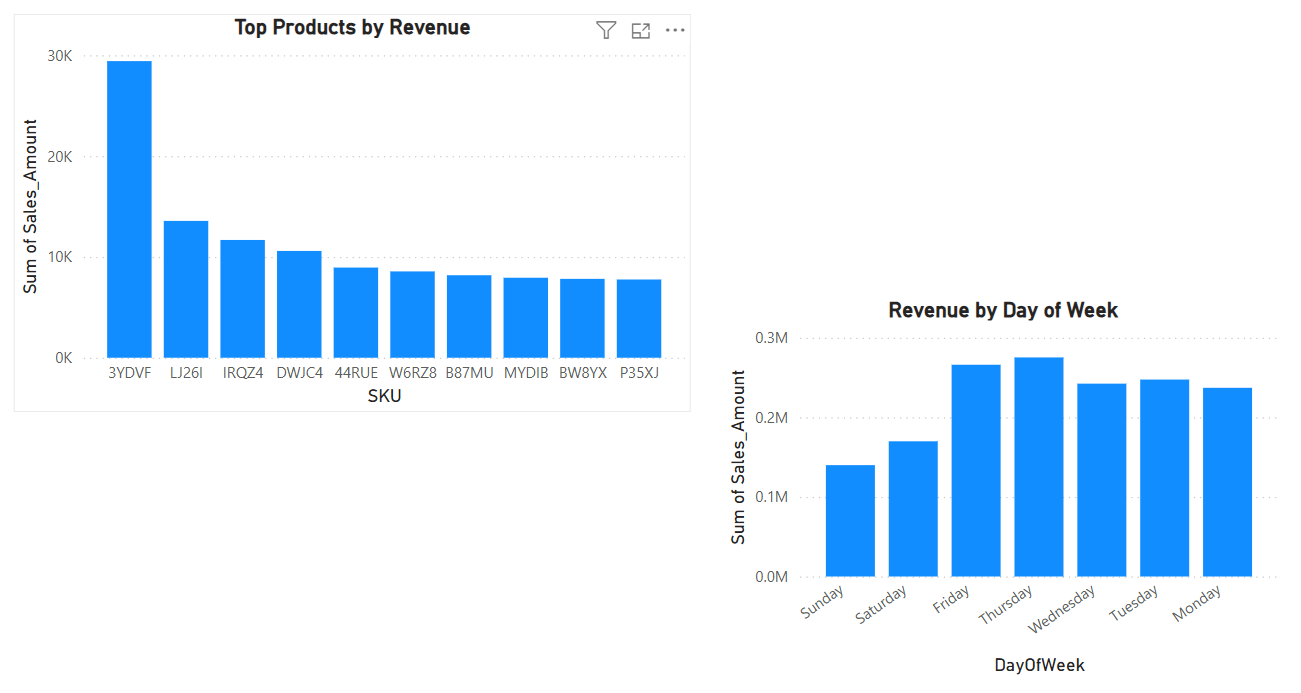 Top Products by Revenue
30K
20K
10K
0K
Sum of Sales_Amount
3YDVF LJ26I IRQZ4 DWJC4 44RUE W6RZ8 B87MU MYDIB BW8YX P35XJ
SKU
Revenue by Day of Week
0.3M
0.2M
0.1M
0.0M
Sum of Sales_Amount
Sunday Saturday Friday Thursday Wednesday Tuesday Monday
DayOfWeek